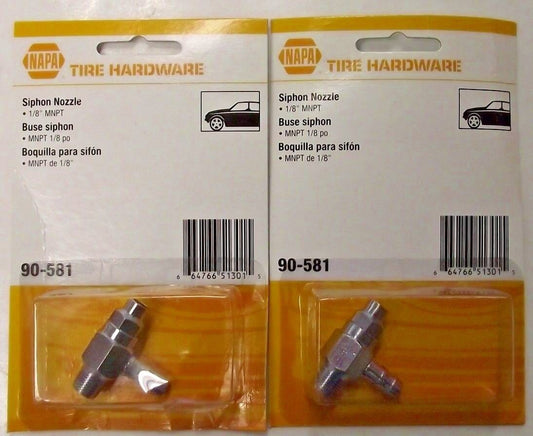 NAPA
TIRE HARDWARE
Siphon Nozzle
• 1/8" MNPT
Buse siphon
• MNPT 1/8 po
Boquilla para sifón
• MNPT de 1/8"
90-581
6 64766 51301 5
NAPA
TIRE HARDWARE
Siphon Nozzle
• 1/8" MNPT
Buse siphon
• MNPT 1/8 po
Boquilla para sifón
• MNPT de 1/8"
90-581
6 64766 51301 5